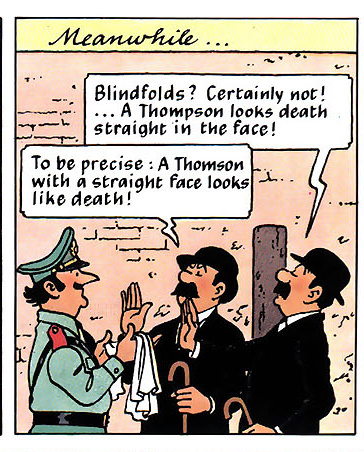 Meanwhile ...
Blindfolds? Certainly not!
... A Thompson looks death
straight in the face!
To be precise: A Thomson
with a straight face looks
like death!